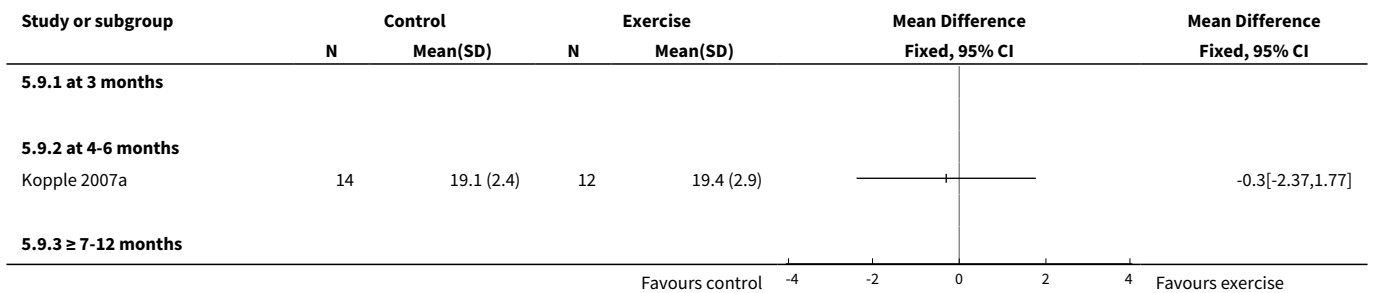 Study or subgroup Control Exercise Mean Difference Mean Difference
N Mean(SD) N Mean(SD) Fixed, 95% CI Fixed, 95% CI
5.9.1 at 3 months
5.9.2 at 4-6 months
Kopple 2007a 14 19.1 (2.4) 12 19.4 (2.9) -0.3[-2.37,1.77]
5.9.3 ≥ 7-12 months
Favours control -4 -2 0 2 4 Favours exercise